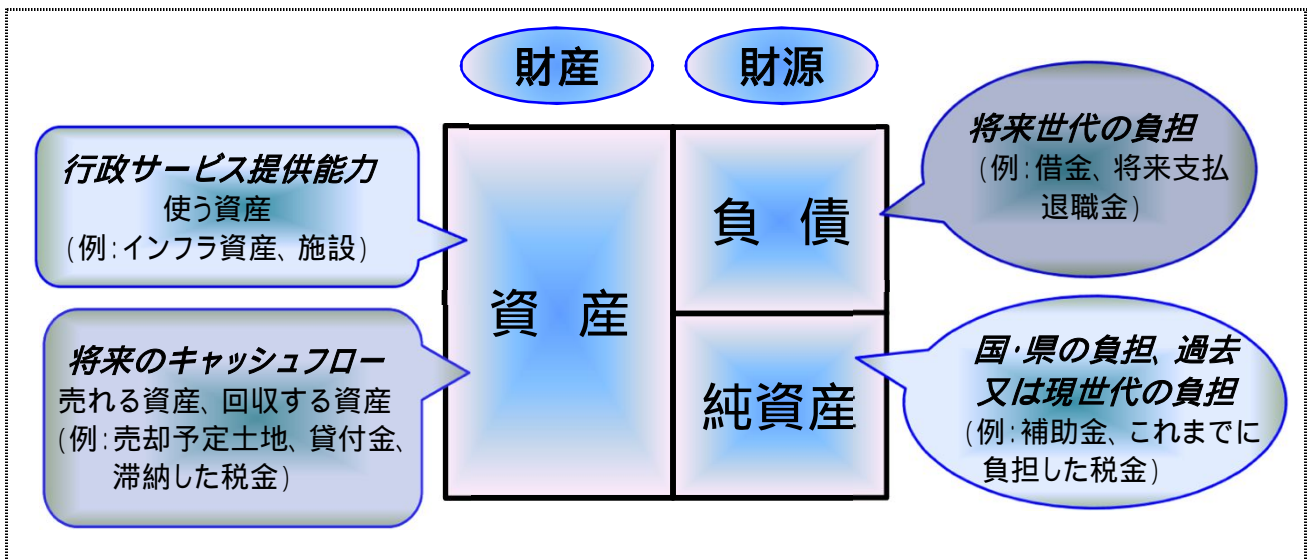 財産
財源
行政サービス提供能力
使う資産
(例:インフラ資産、施設)
将来のキャッシュフロー
売れる資産、回収する資産
(例:売却予定土地、貸付金、
滞納した税金)
資 産
負 債
純資産
将来世代の負担
(例:借金、将来支払
退職金)
国・県の負担、過去
又は現世代の負担
(例:補助金、これまでに
負担した税金)